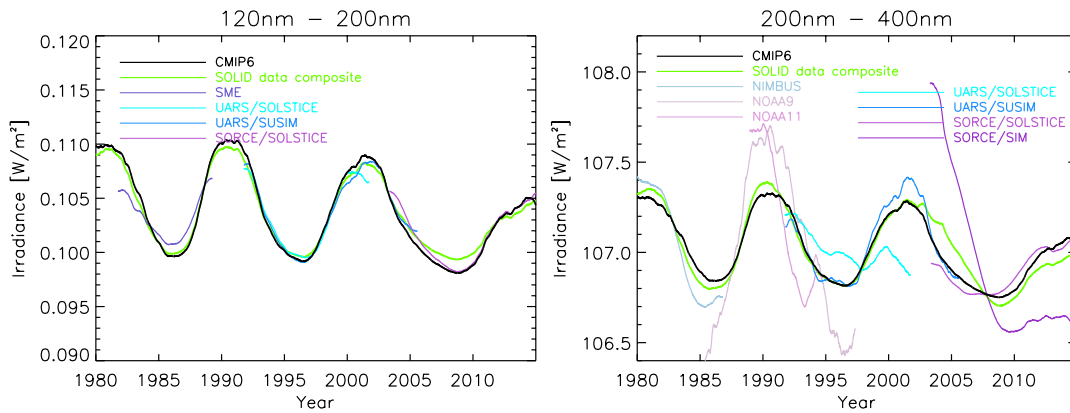 120nm – 200nm
0.120
0.115
0.110
0.105
0.100
0.095
0.090
Irradiance [W/m²]
CMIP6
SOLID data composite
SME
UARS/SOLSTICE
UARS/SUSIM
SORCE/SOLSTICE
1980 1985 1990 1995 2000 2005 2010
Year
200nm – 400nm
108.0
107.5
107.0
106.5
Irradiance [W/m²]
CMIP6
SOLID data composite
NIMBUS
NOAA9
NOAA11
UARS/SOLSTICE
UARS/SUSIM
SORCE/SOLSTICE
SORCE/SIM
1980 1985 1990 1995 2000 2005 2010
Year